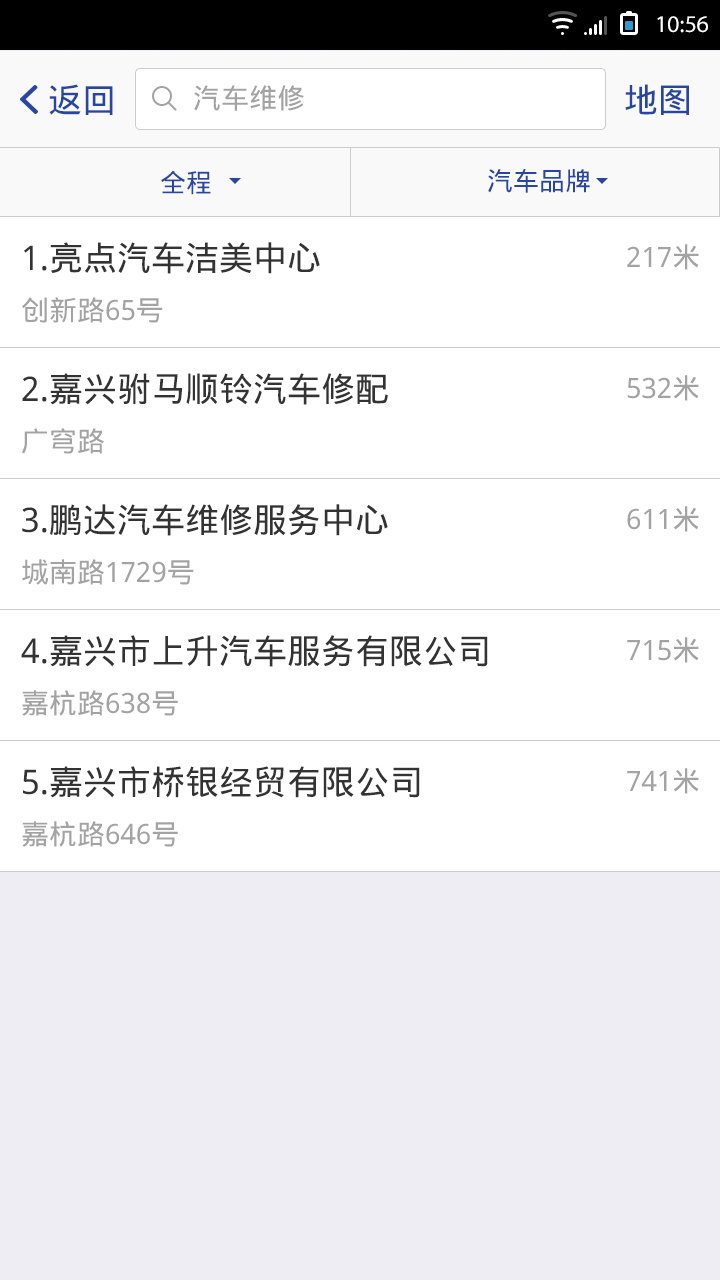 10:56
返回
汽车维修
地图
全程
汽车品牌
1.亮点汽车洁美中心
217米
创新路65号
2.嘉兴驸马顺铃汽车修配
532米
广穹路
3.鹏达汽车维修服务中心
611米
城南路1729号
4.嘉兴市上升汽车服务有限公司
715米
嘉杭路638号
5.嘉兴市桥银经贸有限公司
741米
嘉杭路646号